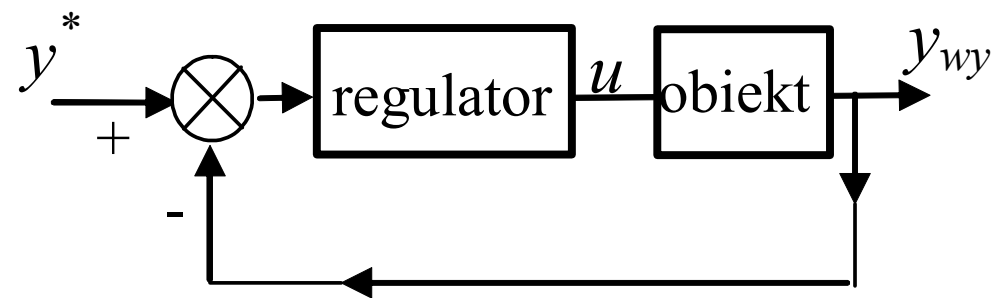 y*
+
-
regulator
u
obiekt
y_wy